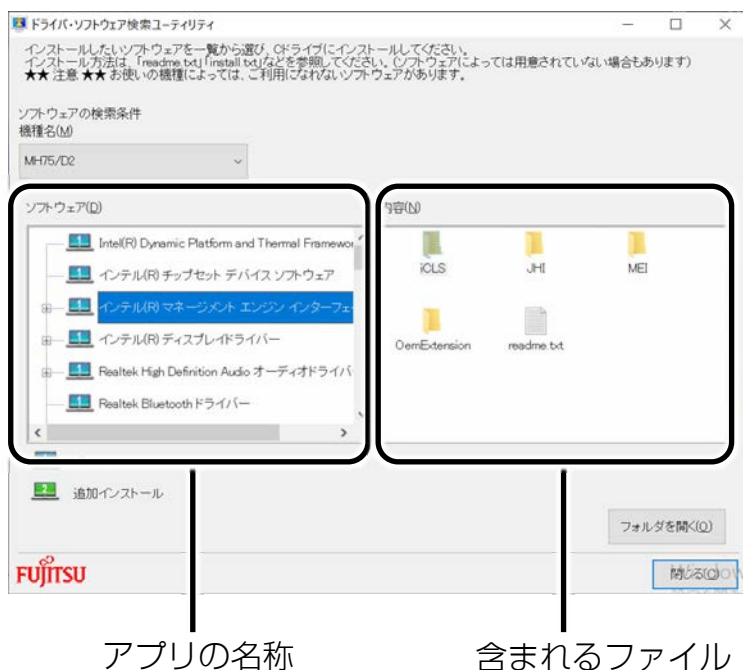 ドライバ・ソフトウェア検索ユーティリティ
インストールしたいソフトウェアを一覧から選び、Cドライブにインストールしてください。
インストール方法は、「readme.txt」「install.txt」などを参照してください。(ソフトウェアによっては用意されていない場合もあります)
★★ 注意 ★★ お使いの機種によっては、ご利用になれないソフトウェアがあります。
ソフトウェアの検索条件
機種名(M)
MH75/D2
ソフトウェア(D)
Intel(R) Dynamic Platform and Thermal Framewor
インテル(R) チップセット デバイス ソフトウェア
インテル(R) マネージメント エンジン インターフェ
インテル(R) ディスプレイドライバー
Realtek High Definition Audio オーディオドライバ
Realtek Bluetooth ドライバー
内容(N)
iCLS
JHI
MEI
OemExtension
readme.txt
追加インストール
フォルダを開く(O)
FUJITSU
閉じる(C)
アプリの名称
含まれるファイル